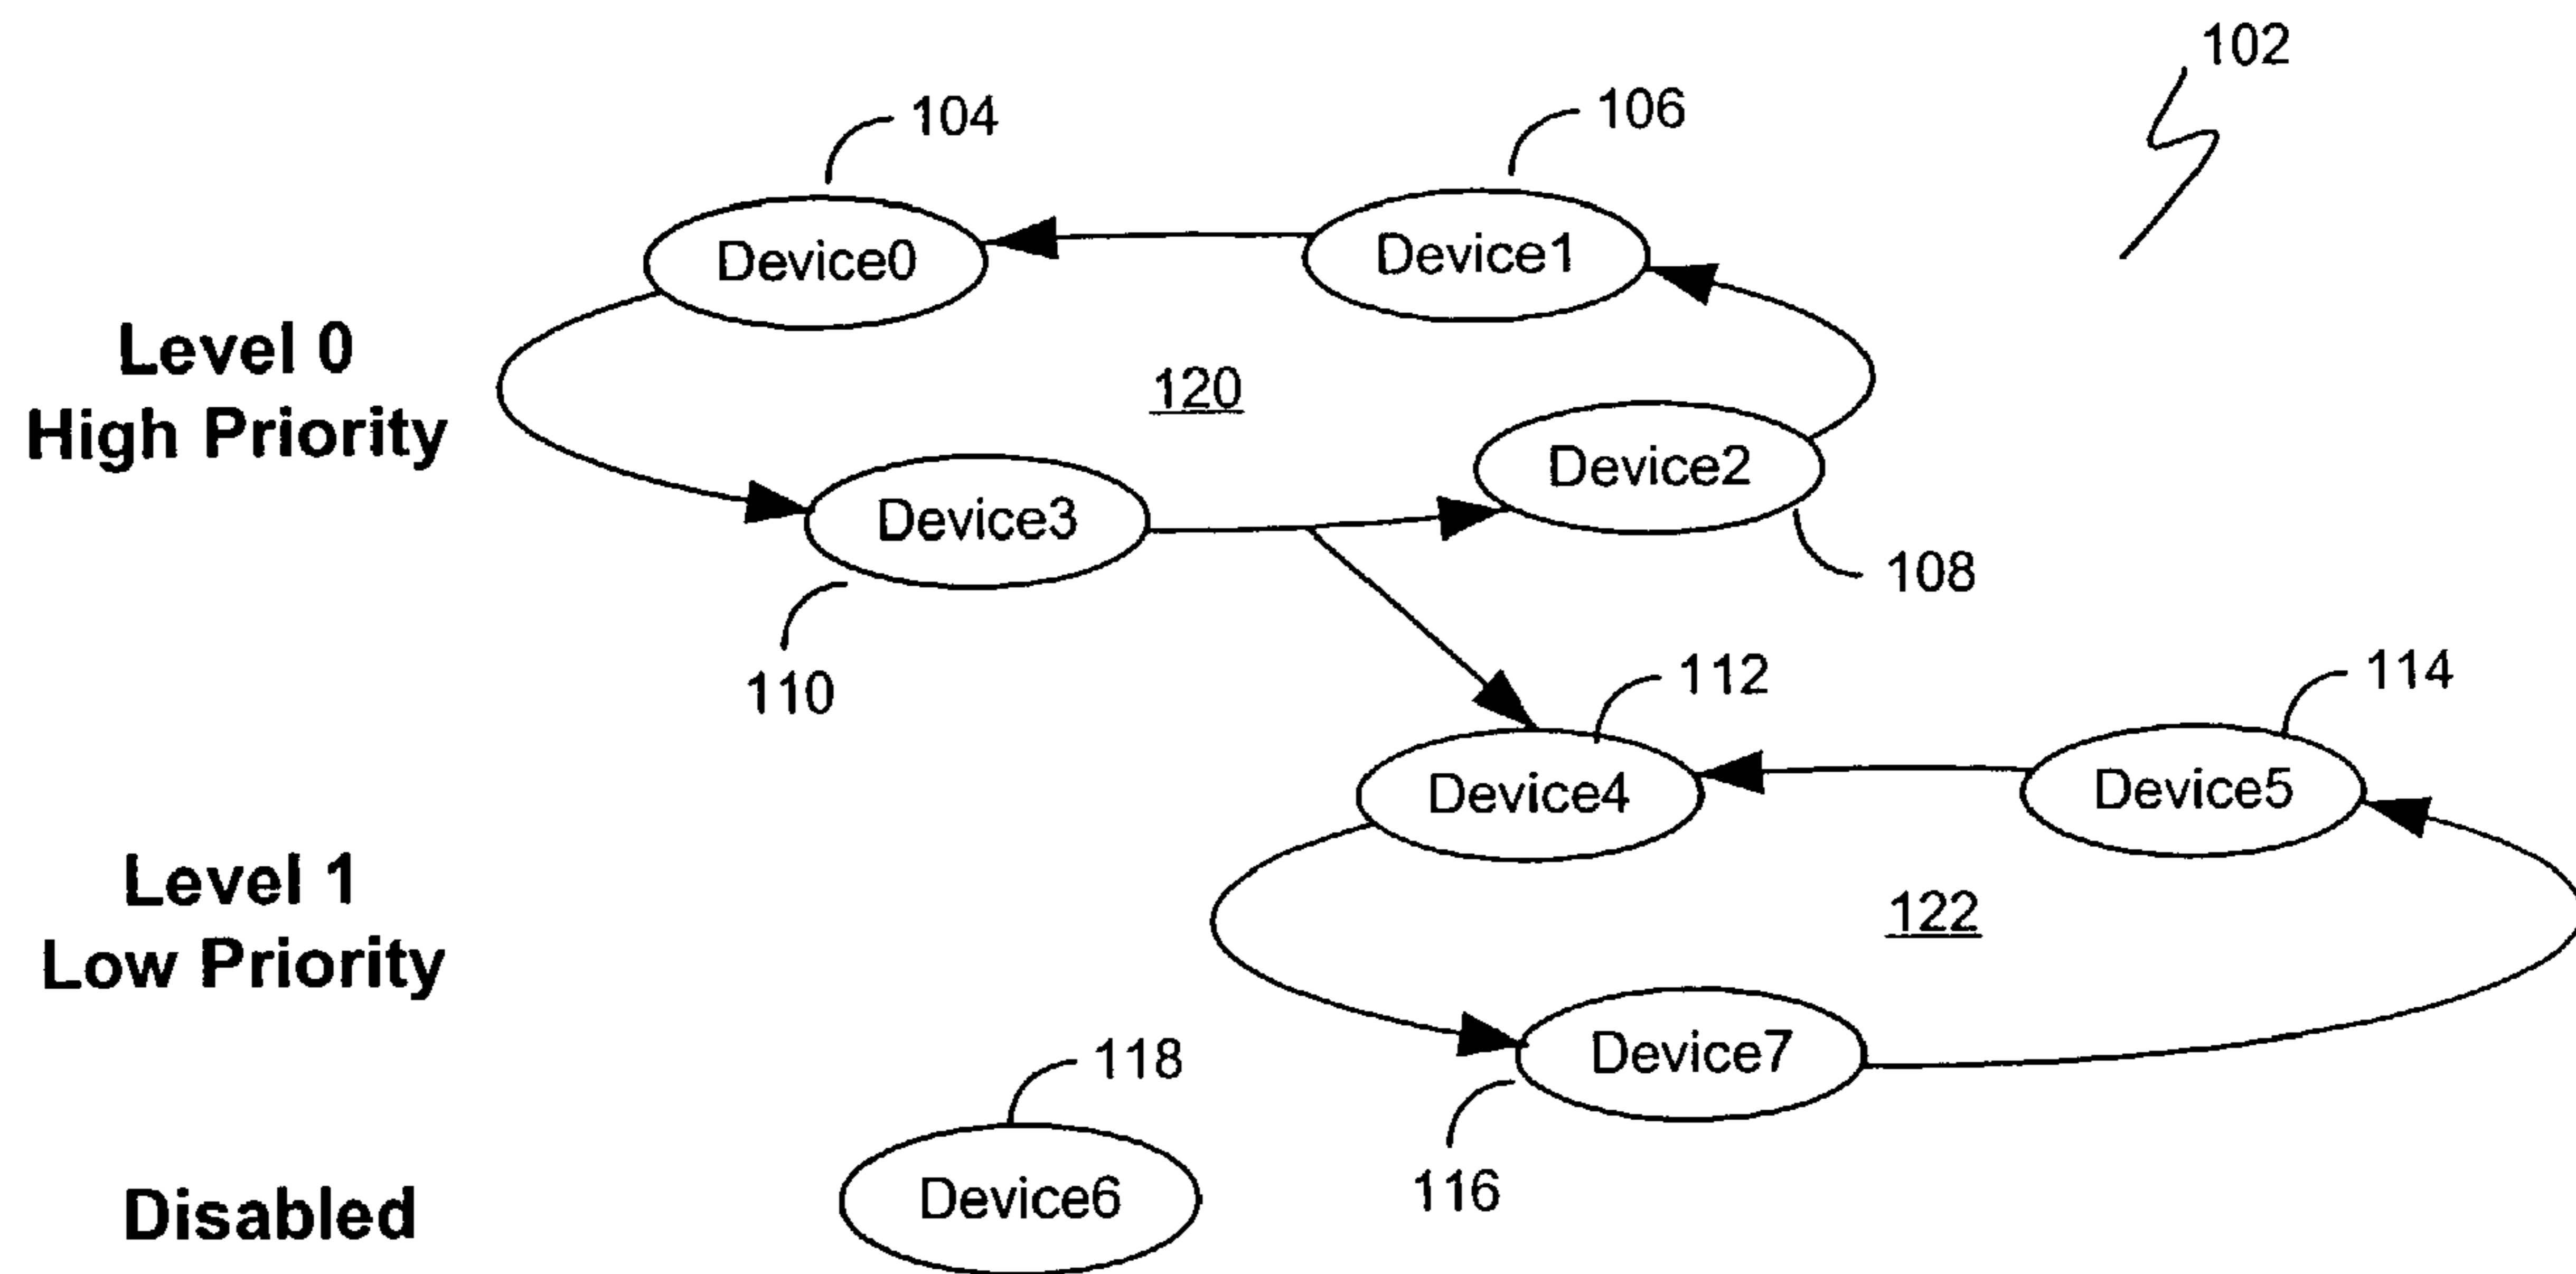 102
104
106
Device0
Device1
Level 0
High Priority
120
Device2
Device3
108
110
112
114
Device4
Device5
Level 1
Low Priority
122
Device7
118
116
Device6
Disabled